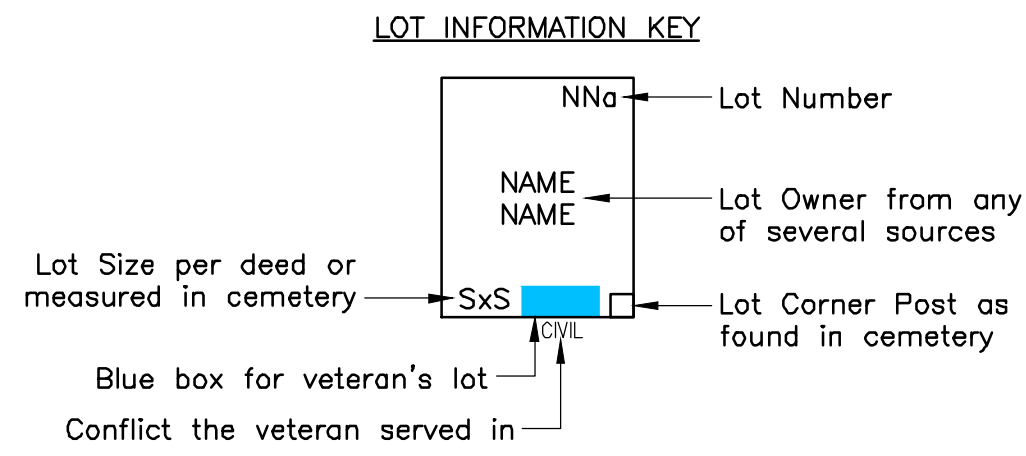 LOT INFORMATION KEY
NNa
Lot Number
NAME
NAME
Lot Owner from any
of several sources
Lot Size per deed or
measured in cemetery
SxS
Lot Corner Post as
found in cemetery
CIVIL
Blue box for veteran's lot
Conflict the veteran served in